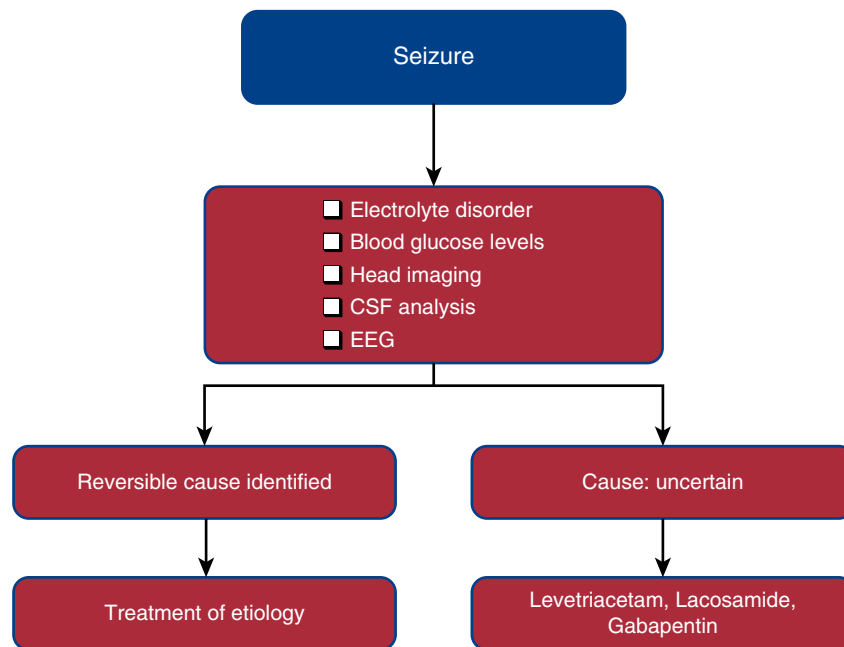 Seizure
Electrolyte disorder
Blood glucose levels
Head imaging
CSF analysis
EEG
Reversible cause identified
Cause: uncertain
Treatment of etiology
Levetriacetam, Lacosamide,
Gabapentin